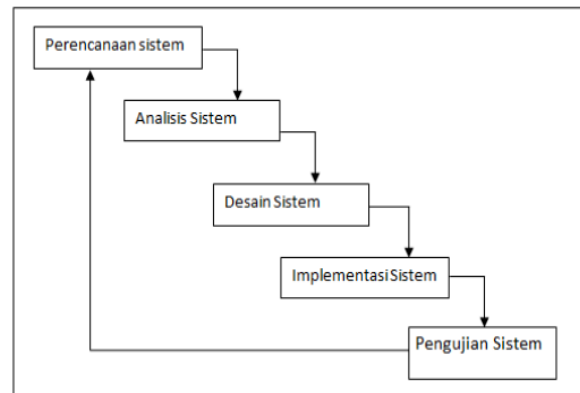 Perencanaan sistem
Analisis Sistem
Desain Sistem
Implementasi Sistem
Pengujian Sistem